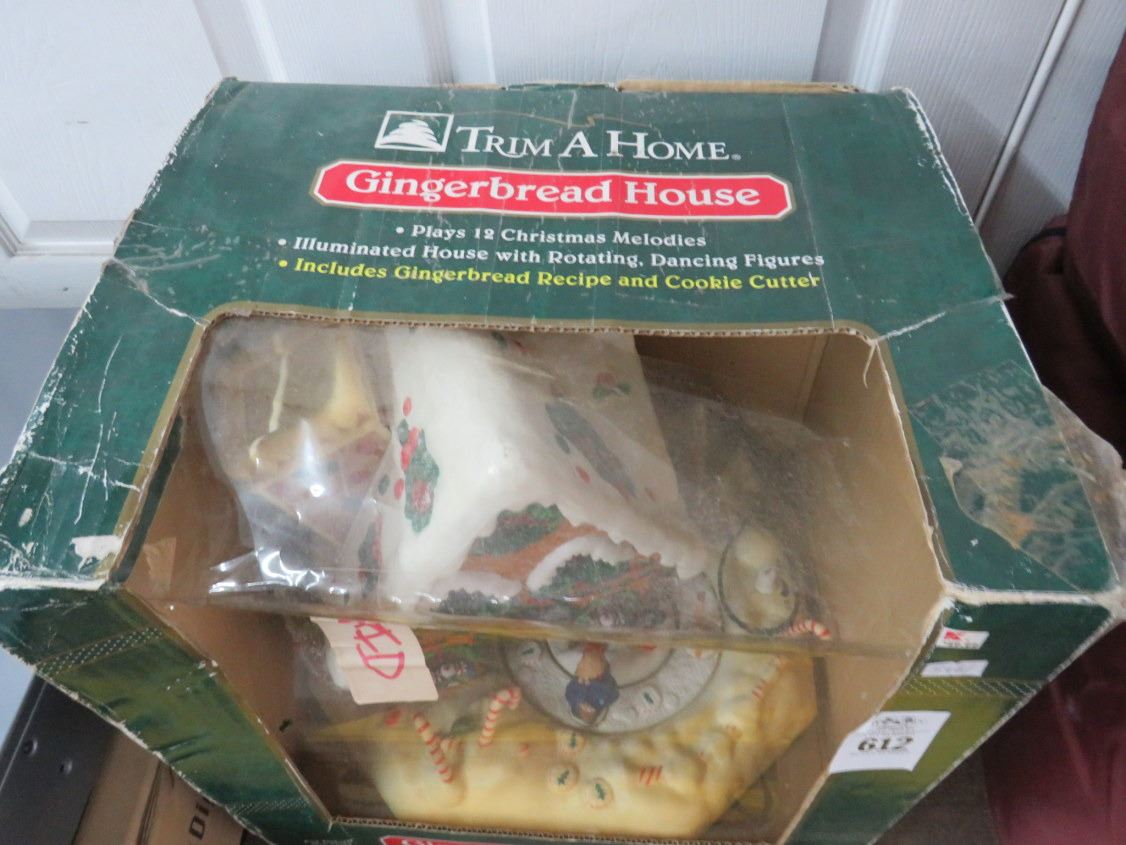 TRIM A HOME®
Gingerbread House
• Plays 12 Christmas Melodies
• Illuminated House with Rotating, Dancing Figures
• Includes Gingerbread Recipe and Cookie Cutter
612